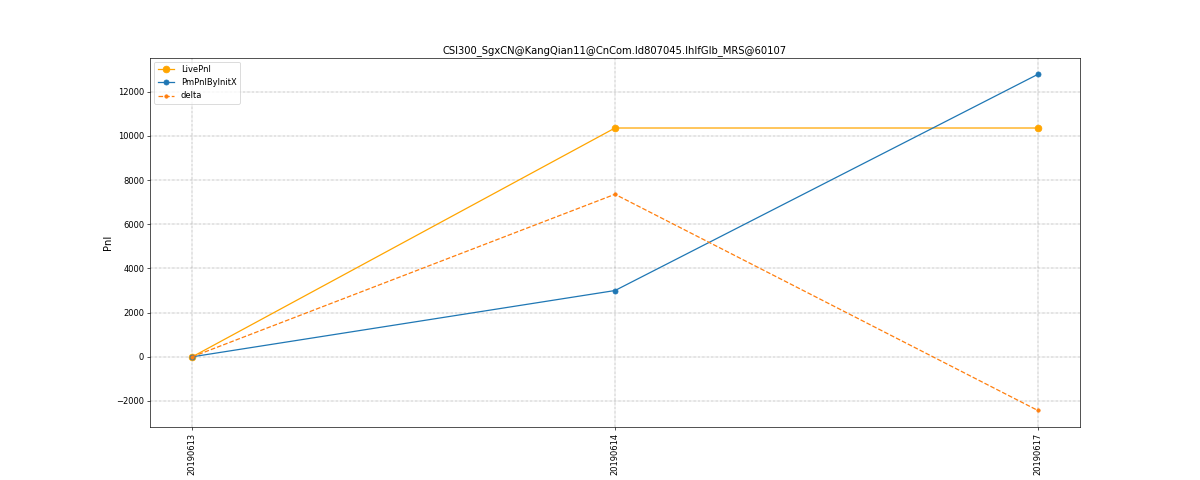 CSI300_SgxCN@KangQian11@CnCom.Id807045.IhIfGlb_MRS@60107
LivePnl
PmPnlByInitX
delta
12000
10000
8000
6000
4000
2000
0
−2000
Pnl
20190613
20190614
20190617